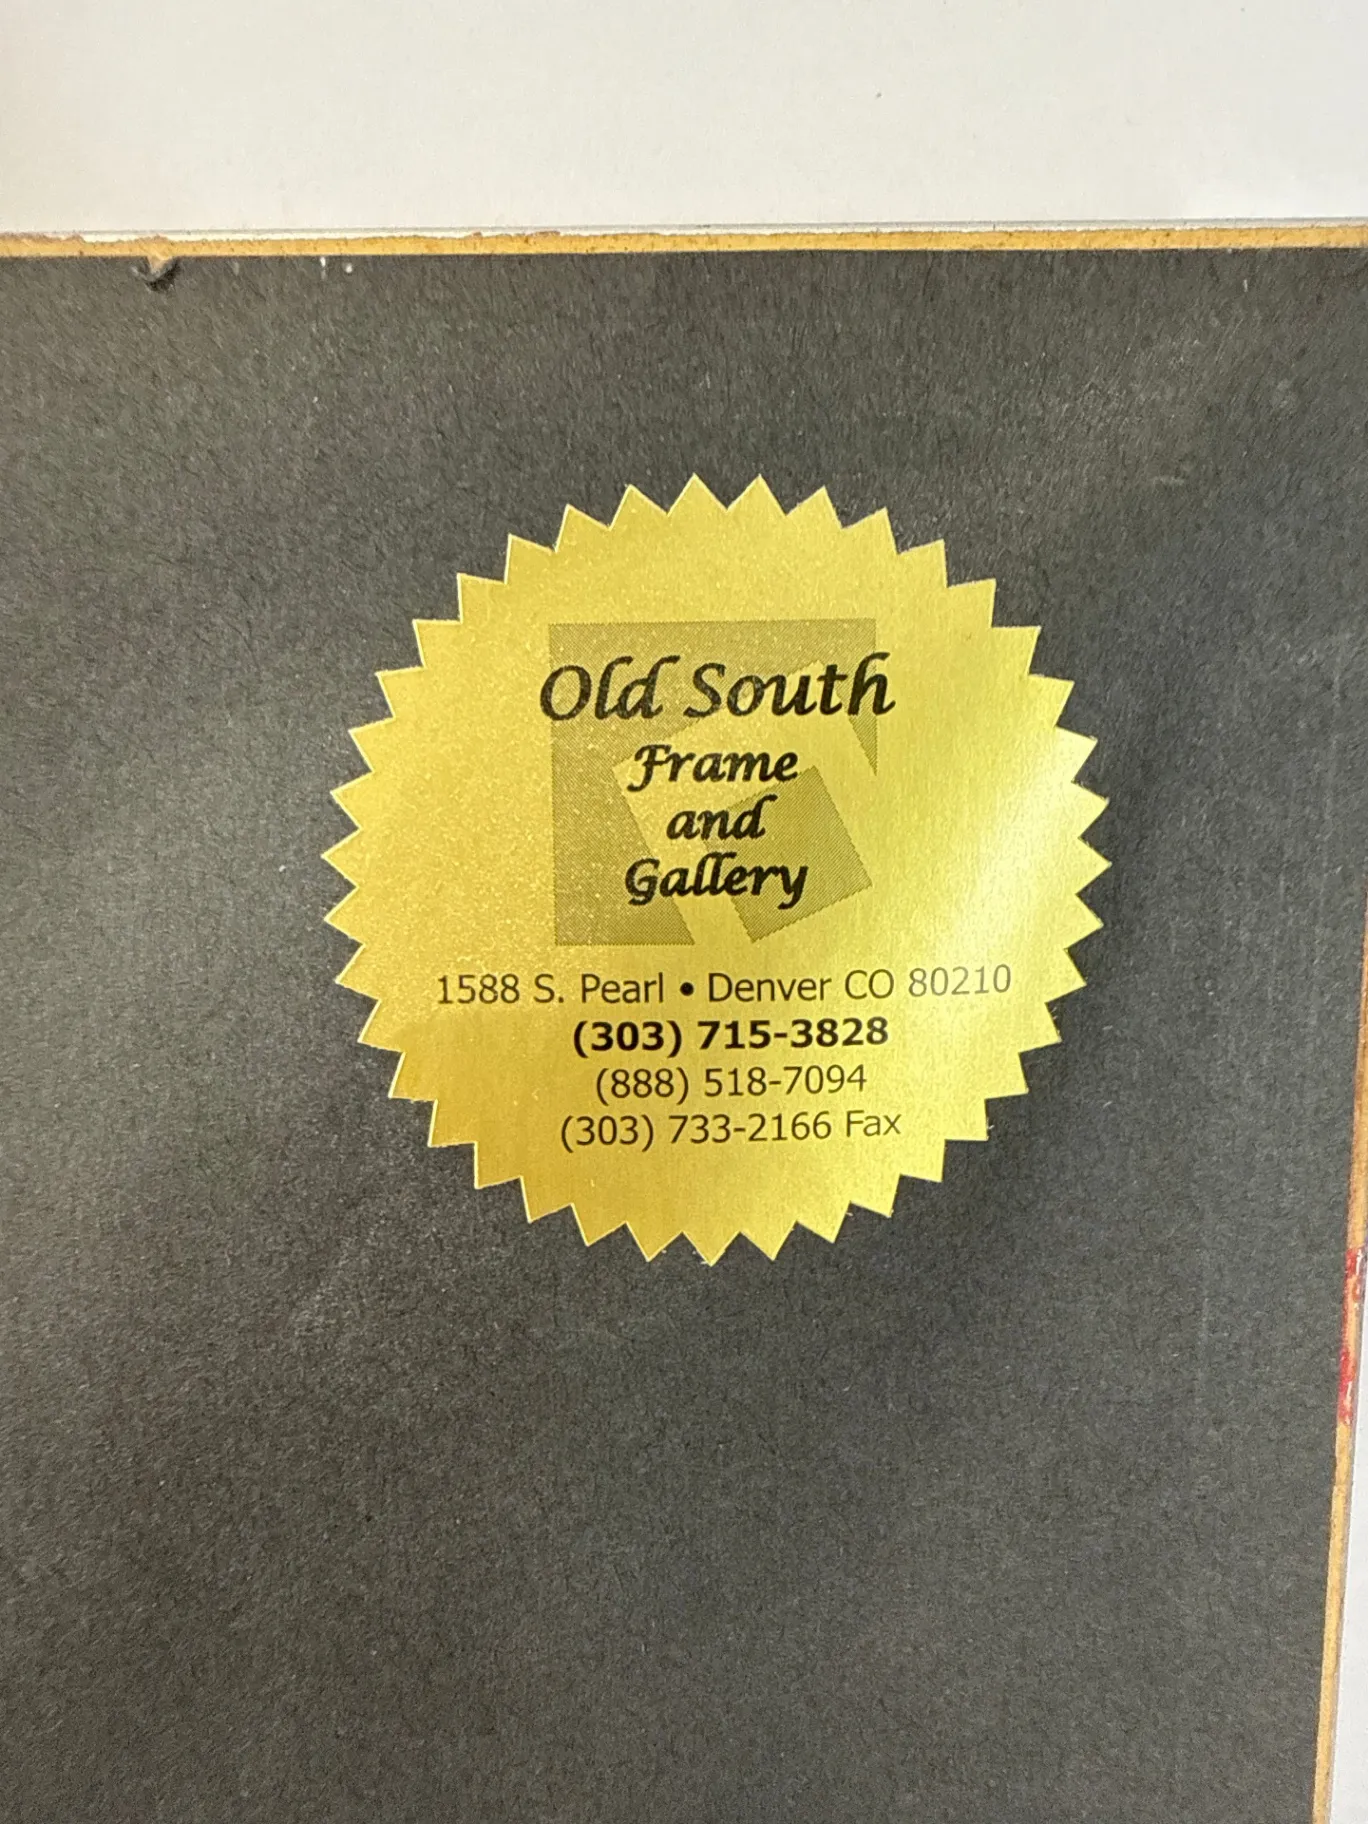 Old South
Frame
and
Gallery
1588 S. Pearl • Denver CO 80210
(303) 715-3828
(888) 518-7094
(303) 733-2166 Fax